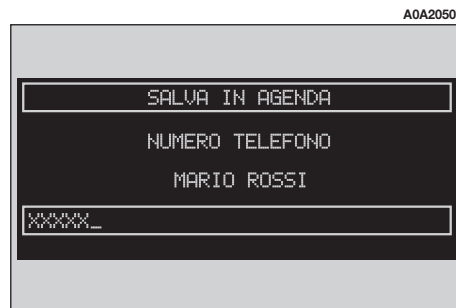 A0A2050
SALVA IN AGENDA
NUMERO TELEFONO
MARIO ROSSI
XXXXX_